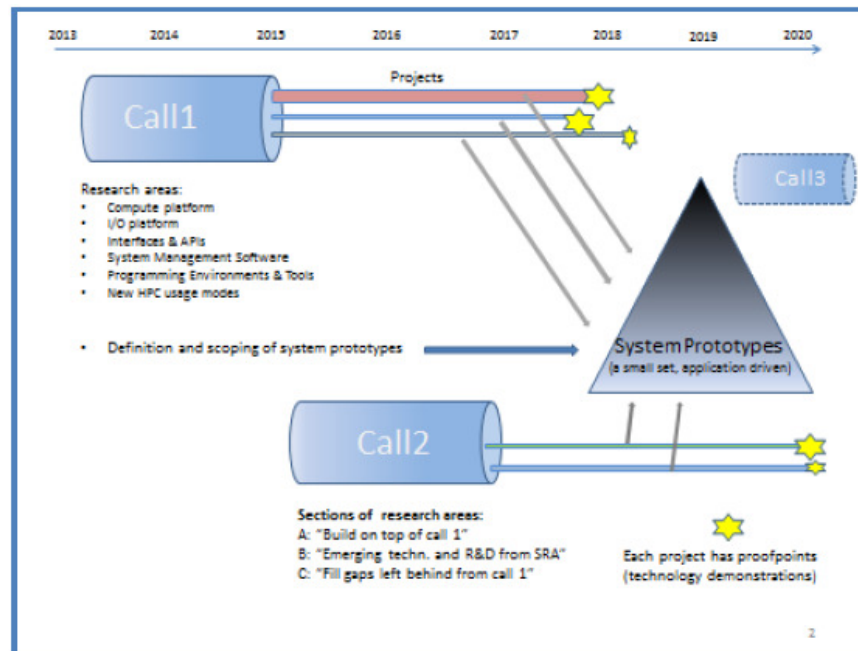 2013 2014 2015 2016 2017 2018 2019 2020
Projects
Call1
Call3
Research areas:
• Compute platform
• I/O platform
• Interfaces & APIs
• System Management Software
• Programming Environments & Tools
• New HPC usage modes
• Definition and scoping of system prototypes
System Prototypes
(a small set, application driven)
Call2
Sections of research areas:
A: "Build on top of call 1"
B: "Emerging techn. and R&D from SRA"
C: "Fill gaps left behind from call 1"
Each project has proofpoints
(technology demonstrations)
2